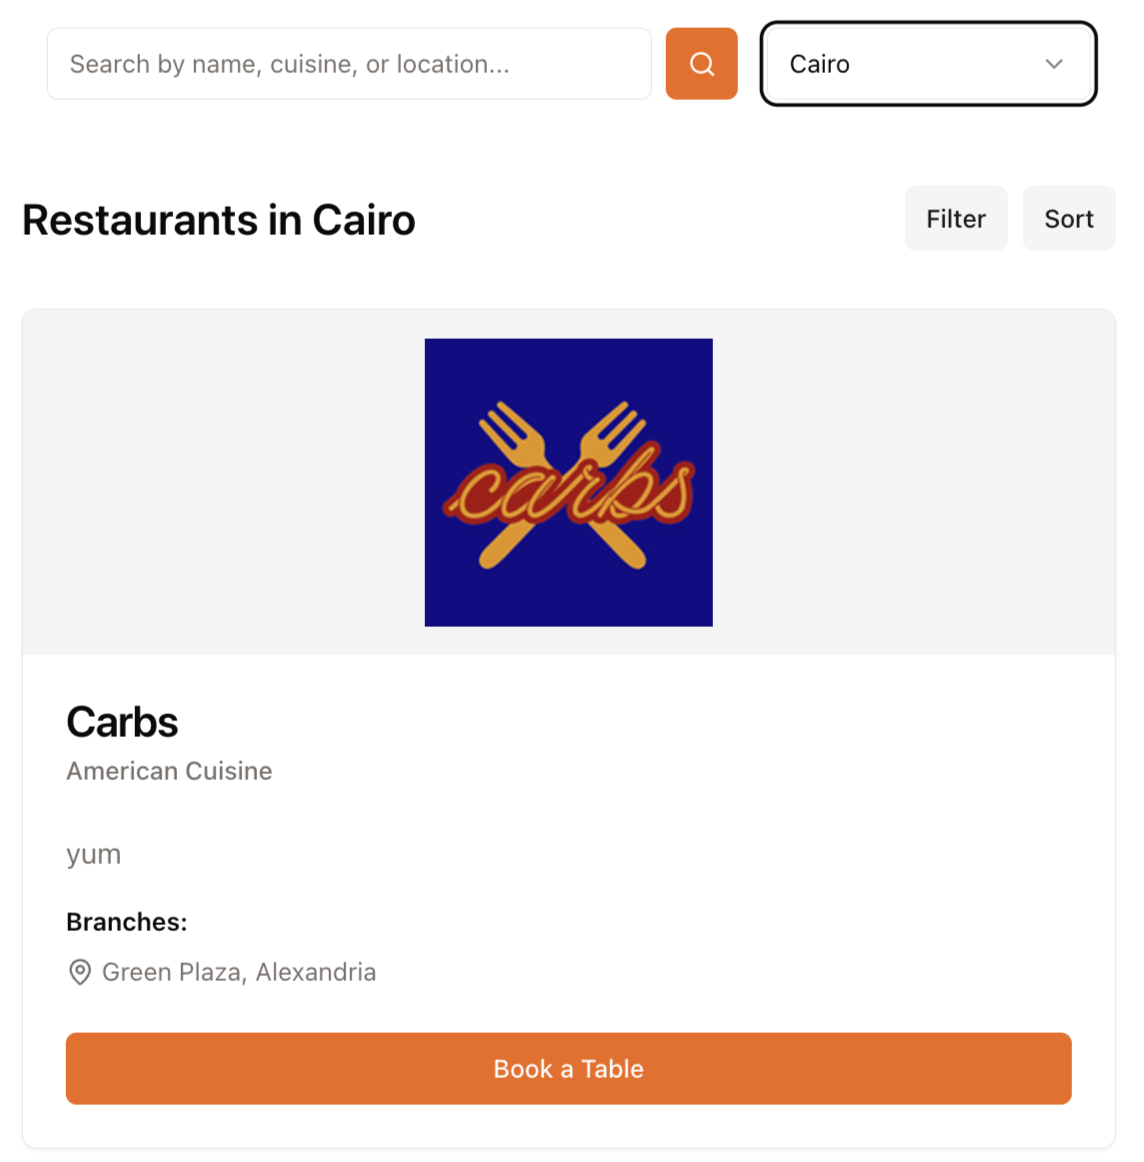 Search by name, cuisine, or location...
Cairo
Restaurants in Cairo
Filter
Sort
carbs
Carbs
American Cuisine
yum
Branches:
Green Plaza, Alexandria
Book a Table